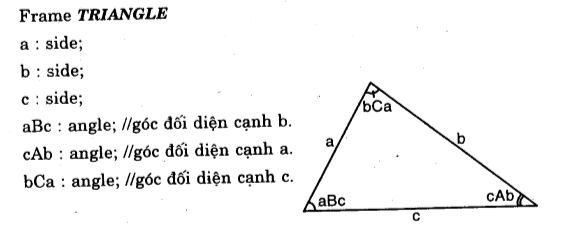 Frame TRIANGLE
a : side;
b : side;
c : side;
aBc : angle; //góc đối diện cạnh b.
cAb : angle; //góc đối diện cạnh a.
bCa : angle; //góc đối diện cạnh c.
bCa
a
b
aBc
cAb
c